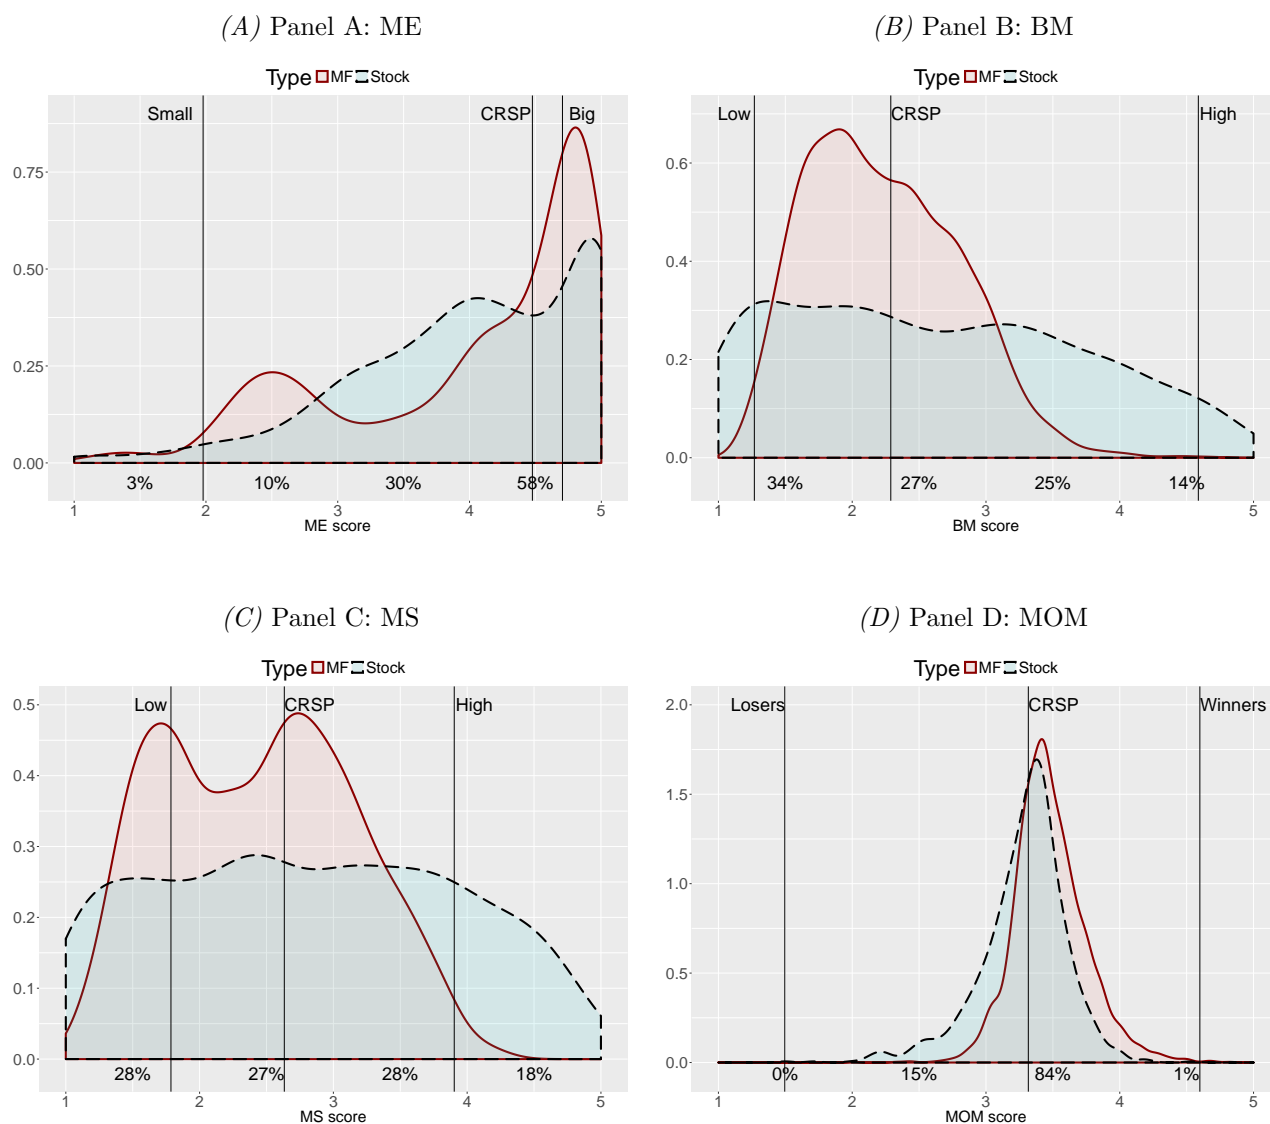 (A) Panel A: ME
Type MF Stock
Small CRSP Big
0.75
0.50
0.25
0.00
3% 10% 30% 58%
1 2 3 4 5
ME score
(B) Panel B: BM
Type MF Stock
Low CRSP High
0.6
0.4
0.2
0.0
34% 27% 25% 14%
1 2 3 4 5
BM score
(C) Panel C: MS
Type MF Stock
Low CRSP High
0.5
0.4
0.3
0.2
0.1
0.0
28% 27% 28% 18%
1 2 3 4 5
MS score
(D) Panel D: MOM
Type MF Stock
Losers CRSP Winners
2.0
1.5
1.0
0.5
0.0
0% 15% 84% 1%
1 2 3 4 5
MOM score